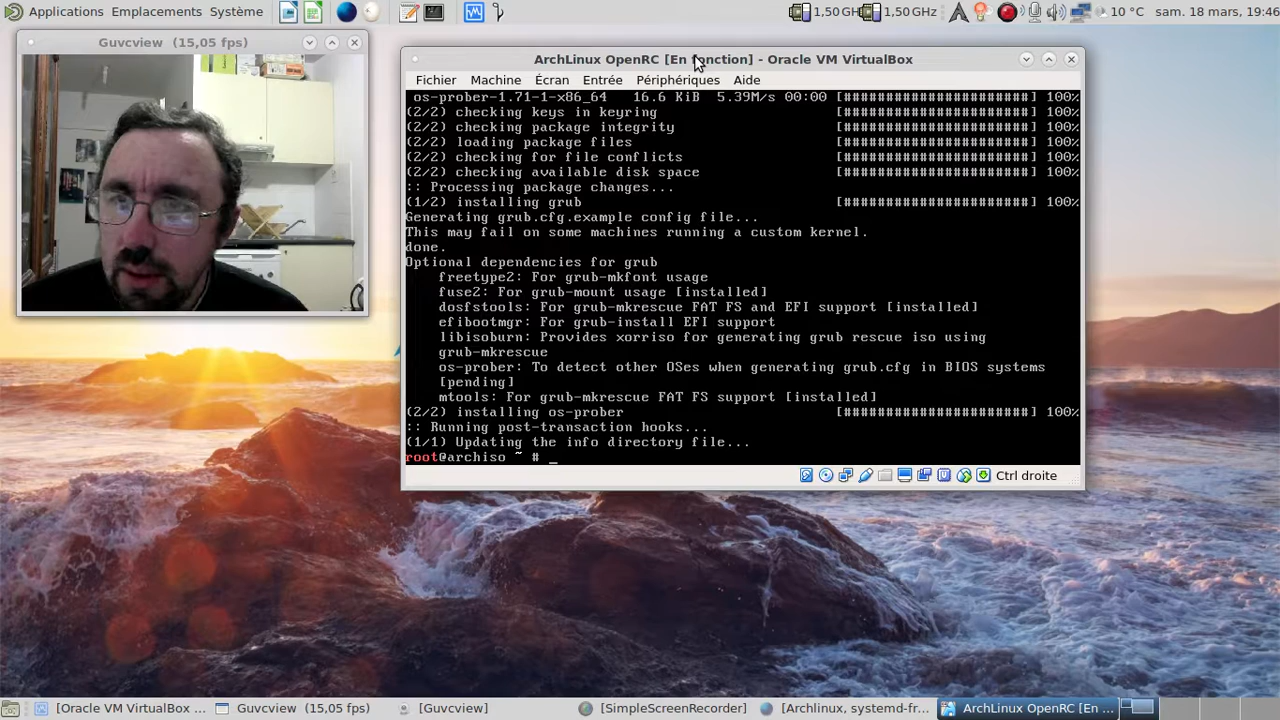 Applications Emplacements Système
1,50 GHz 1,50 GHz 10 °C sam. 18 mars, 19:46
Guvcview (15,05 fps)
ArchLinux OpenRC [En fonction] - Oracle VM VirtualBox
Fichier Machine Écran Entrée Périphériques Aide
os-prober-1.71-1-x86_64 16.6 KiB 5.39M/s 00:00 [######################] 100%
(2/2) checking keys in keyring [######################] 100%
(2/2) checking package integrity [######################] 100%
(2/2) loading package files [######################] 100%
(2/2) checking for file conflicts [######################] 100%
(2/2) checking available disk space [######################] 100%
:: Processing package changes...
(1/2) installing grub [######################] 100%
Generating grub.cfg.example config file...
This may fail on some machines running a custom kernel.
done.
Optional dependencies for grub
freetype2: For grub-mkfont usage
fuse2: For grub-mount usage [installed]
dosfstools: For grub-mkrescue FAT FS and EFI support [installed]
efibootmgr: For grub-install EFI support
libisoburn: Provides xorriso for generating grub rescue iso using
grub-mkrescue
os-prober: To detect other OSes when generating grub.cfg in BIOS systems
[pending]
mtools: For grub-mkrescue FAT FS support [installed]
(2/2) installing os-prober [######################] 100%
:: Running post-transaction hooks...
(1/1) Updating the info directory file...
root@archiso ~ # _
Ctrl droite
[Oracle VM VirtualBox ... Guvcview (15,05 fps) [Guvcview] [SimpleScreenRecorder] [Archlinux, systemd-fr... ArchLinux OpenRC [En ...